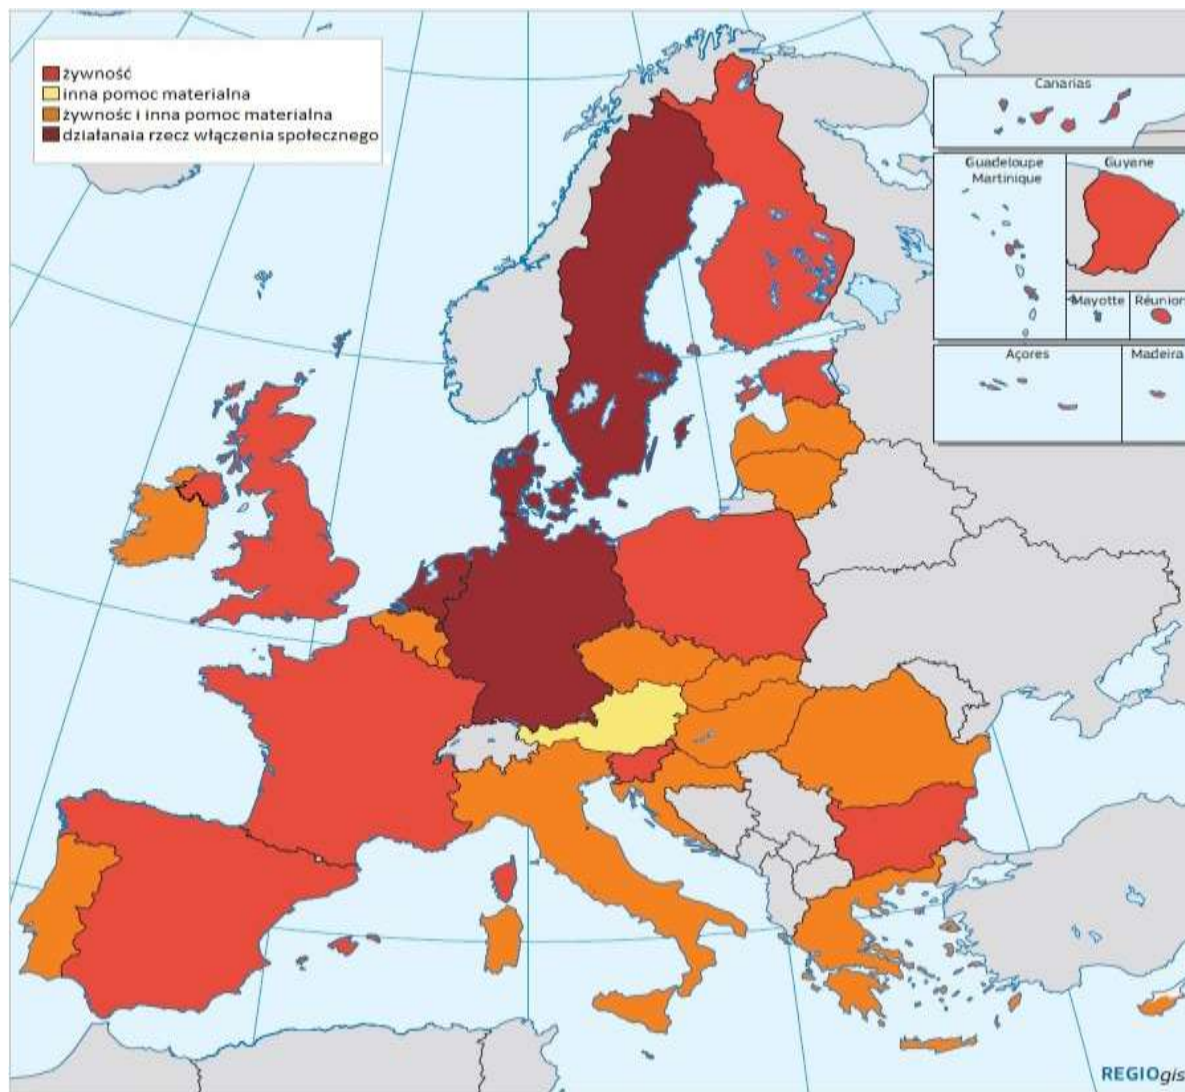 żywność
inna pomoc materialna
żywnośc i inna pomoc materialna
działanaia rzecz włączenia społecznego
Canarias
Guadeloupe
Martinique
Guyane
Mayotte
Réunion
Açores
Madeira
REGIOgis